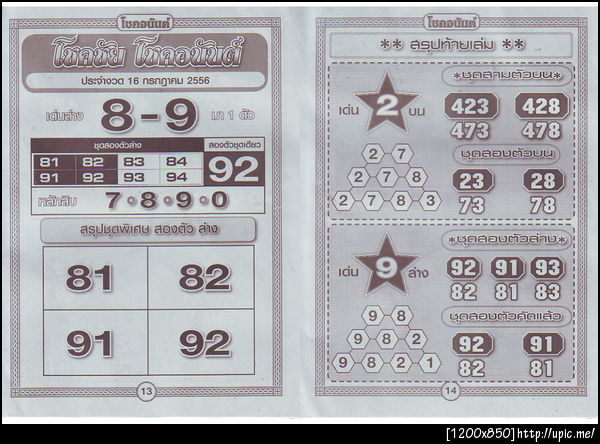 โชคอนันต์
โชคชัย โชคอนันต์
ประจำงวด 16 กรกฎาคม 2556
เด่นล่าง 8-9 มา 1 ตัว
ชุดสองตัวล่าง สองตัวชุดเดียว
81 82 83 84 92
91 92 93 94
หลักสิบ 7 8 9 0
สรุปชุดพิเศษ สองตัว ล่าง
81 82
91 92
13
โชคอนันต์
** สรุปท้ายเล่ม **
*ชุดสามตัวบน*
เด่น 2 บน
423 428
473 478
ชุดสองตัวบน
2 7
2 7 8
2 7 8 3
23 28
73 78
*ชุดสองตัวล่าง*
เด่น 9 ล่าง
92 91 93
82 81 83
ชุดสองตัวคัดแล้ว
9 8
9 8 2
9 8 2 1
92 91
82 81
14
[1200x850]http://upic.me/